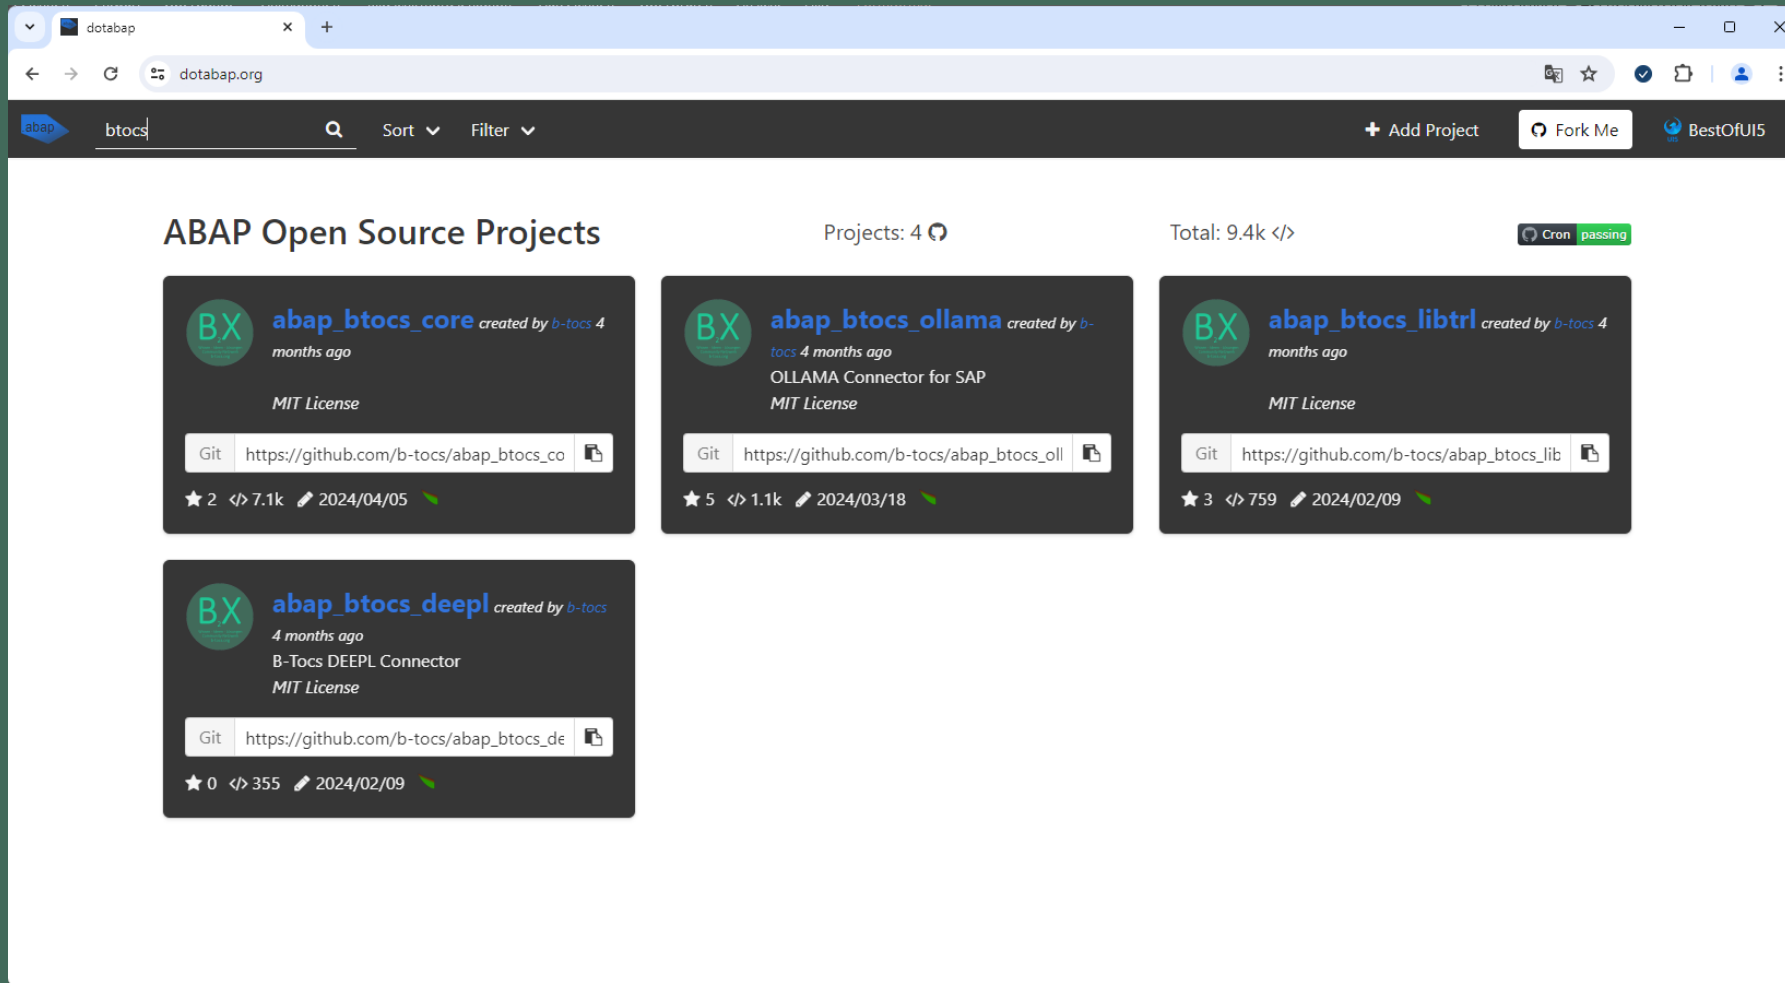 dotabap
dotabap.org
abap
btocs
Sort
Filter
Add Project
Fork Me
BestOfUI5
ABAP Open Source Projects
Projects: 4
Total: 9.4k </>
Cron passing
B2X
abap_btocs_core created by b-tocs 4
months ago
MIT License
Git https://github.com/b-tocs/abap_btocs_co
2 </> 7.1k 2024/04/05
B2X
abap_btocs_ollama created by b-
tocs 4 months ago
OLLAMA Connector for SAP
MIT License
Git https://github.com/b-tocs/abap_btocs_oll
5 </> 1.1k 2024/03/18
B2X
abap_btocs_libtrl created by b-tocs 4
months ago
MIT License
Git https://github.com/b-tocs/abap_btocs_lib
3 </> 759 2024/02/09
B2X
abap_btocs_deepl created by b-tocs
4 months ago
B-Tocs DEEPL Connector
MIT License
Git https://github.com/b-tocs/abap_btocs_de
0 </> 355 2024/02/09